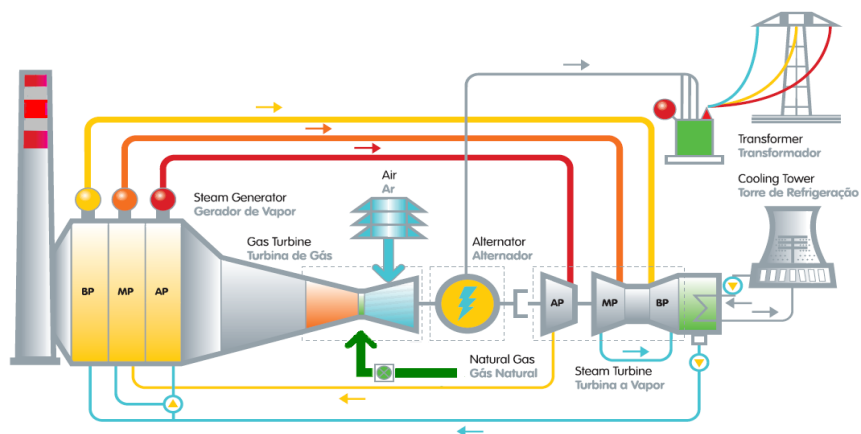 Transformer
Transformador
Cooling Tower
Torre de Refrigeração
Air
Ar
Steam Generator
Gerador de Vapor
Gas Turbine
Turbina de Gás
Alternator
Alternador
BP
MP
AP
AP
MP
BP
Natural Gas
Gás Natural
Steam Turbine
Turbina a Vapor